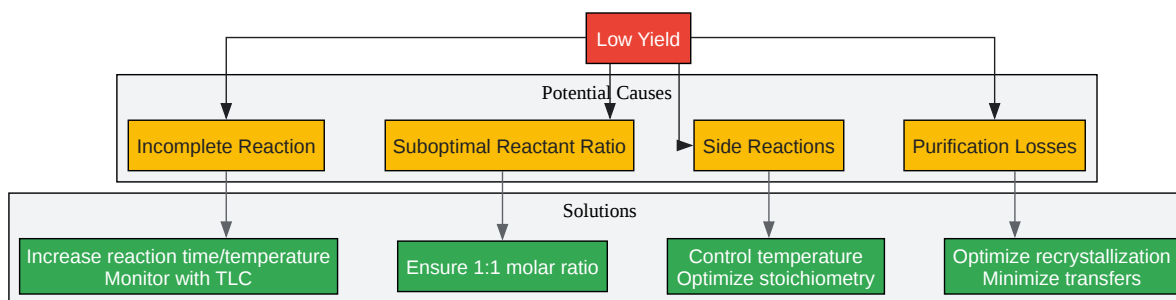 Low Yield
Potential Causes
Incomplete Reaction
Suboptimal Reactant Ratio
Side Reactions
Purification Losses
Solutions
Increase reaction time/temperature
Monitor with TLC
Ensure 1:1 molar ratio
Control temperature
Optimize stoichiometry
Optimize recrystallization
Minimize transfers